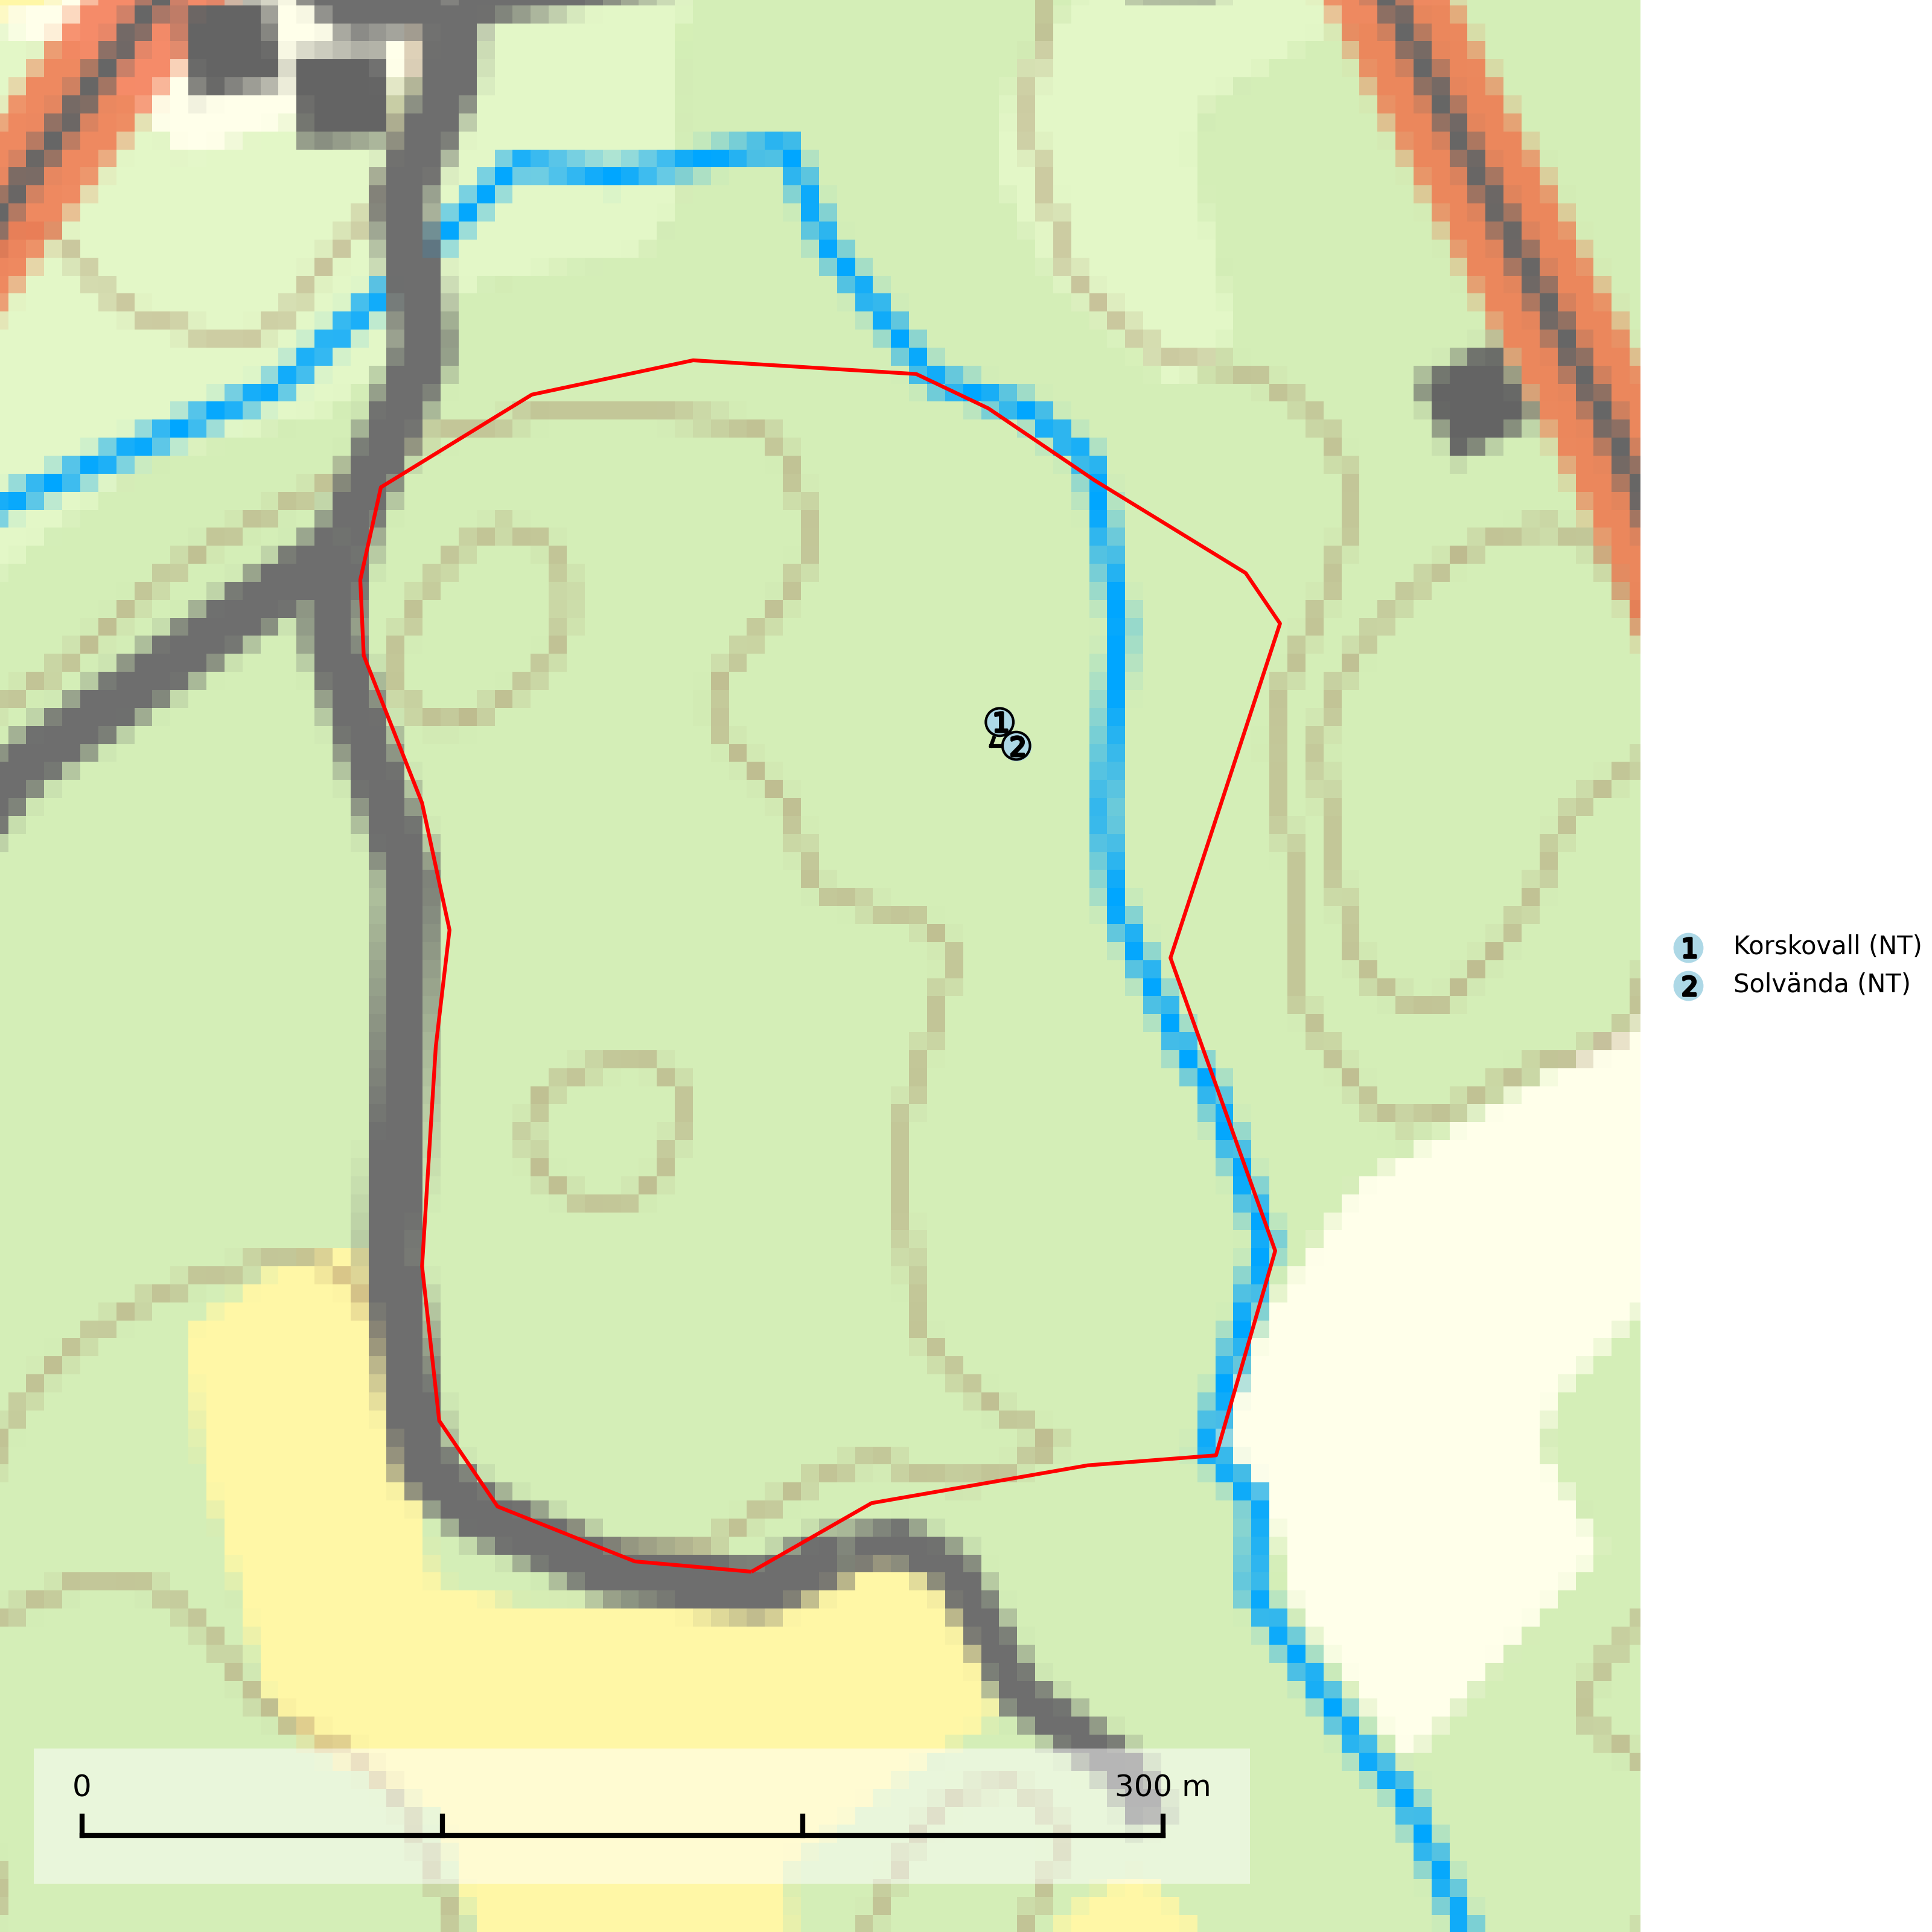 1
2
1 Korskovall (NT)
2 Solvända (NT)
0 300 m